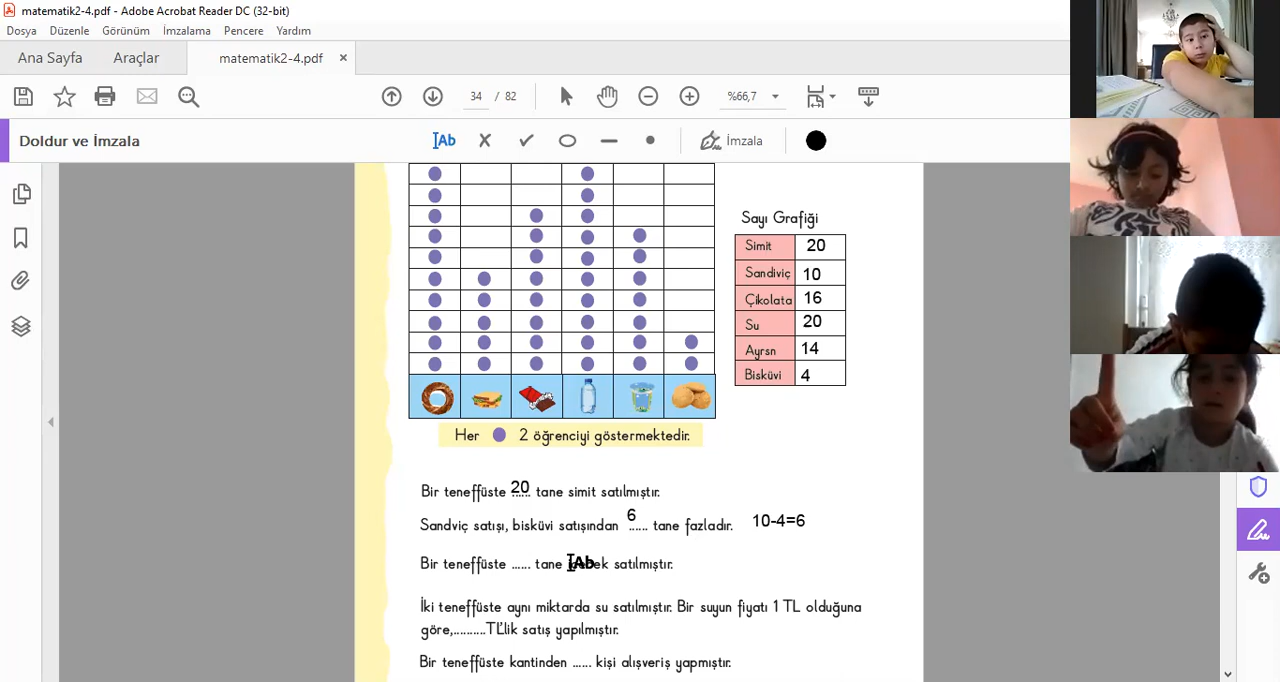 matematik2-4.pdf - Adobe Acrobat Reader DC (32-bit)
Dosya Düzenle Görünüm İmzalama Pencere Yardım
Ana Sayfa Araçlar matematik2-4.pdf ×
34 / 82 %66,7
Doldur ve İmzala
Ab İmzala
Sayı Grafiği
Simit 20
Sandiviç 10
Çikolata 16
Su 20
Ayrsn 14
Bisküvi 4
Her 2 öğrenciyi göstermektedir.
Bir teneffüste 20 tane simit satılmıştır.
Sandviç satışı, bisküvi satışından 6 ...... tane fazladır. 10-4=6
Bir teneffüste ...... tane satılmıştır.
Ab
İki teneffüste aynı miktarda su satılmıştır. Bir suyun fiyatı 1 TL olduğuna
göre,..........TL'lik satış yapılmıştır.
Bir teneffüste kantinden ...... kişi alışveriş yapmıştır.